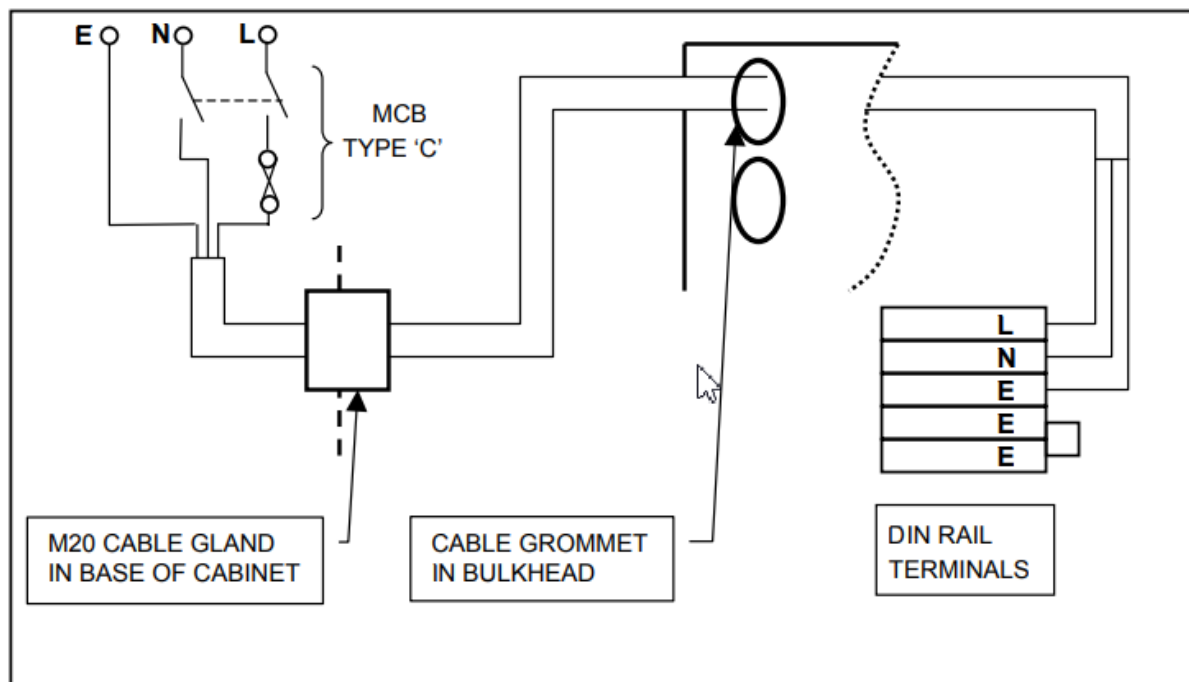 E N L
MCB
TYPE ‘C’
L
N
E
E
E
M20 CABLE GLAND
IN BASE OF CABINET
CABLE GROMMET
IN BULKHEAD
DIN RAIL
TERMINALS